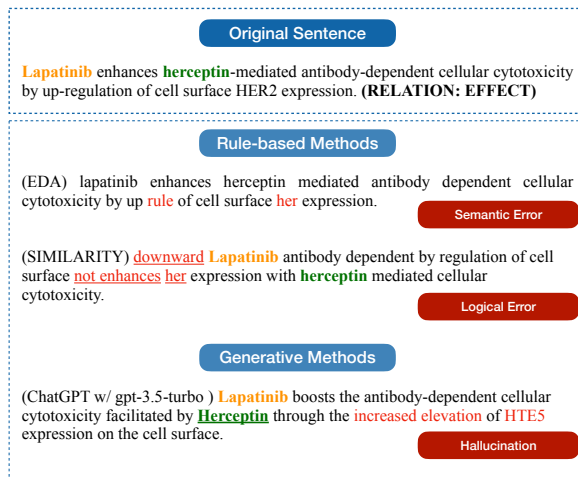 Original Sentence
Lapatinib enhances herceptin-mediated antibody-dependent cellular cytotoxicity
by up-regulation of cell surface HER2 expression. (RELATION: EFFECT)
Rule-based Methods
(EDA) lapatinib enhances herceptin mediated antibody dependent cellular
cytotoxicity by up rule of cell surface her expression.
Semantic Error
(SIMILARITY) downward Lapatinib antibody dependent by regulation of cell
surface not enhances her expression with herceptin mediated cellular
cytotoxicity.
Logical Error
Generative Methods
(ChatGPT w/ gpt-3.5-turbo ) Lapatinib boosts the antibody-dependent cellular
cytotoxicity facilitated by Herceptin through the increased elevation of HTE5
expression on the cell surface.
Hallucination